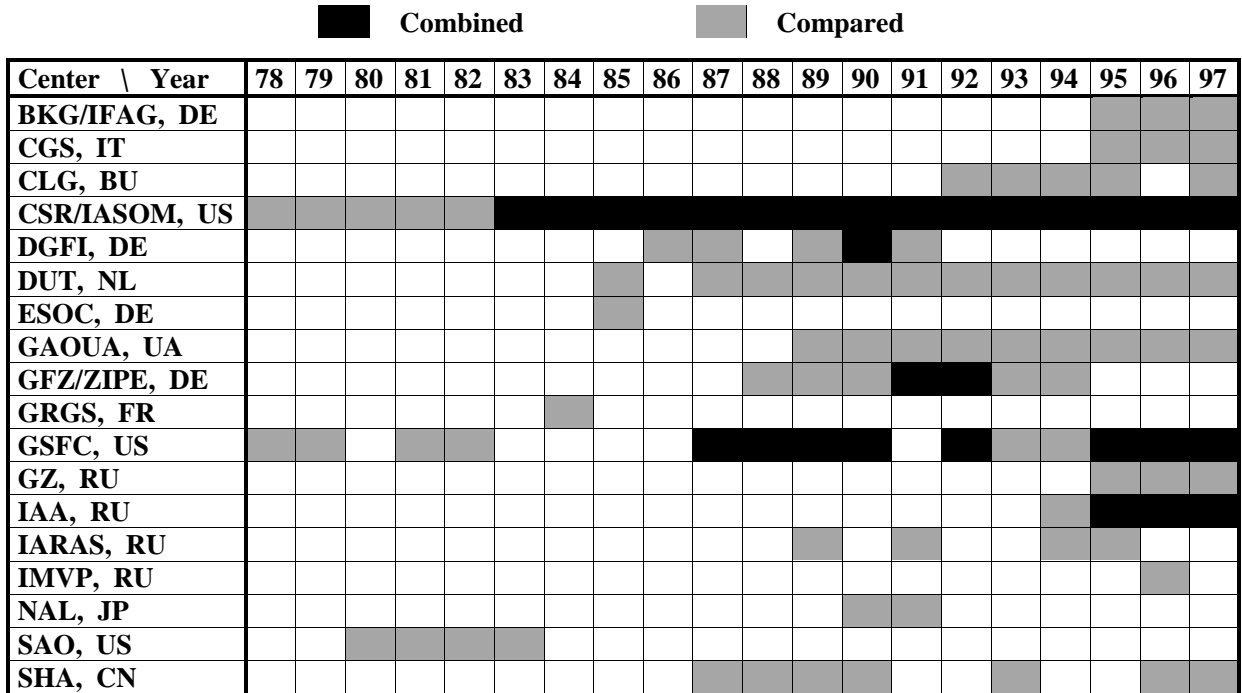 Combined Compared
Center \ Year 78 79 80 81 82 83 84 85 86 87 88 89 90 91 92 93 94 95 96 97
BKG/IFAG, DE
CGS, IT
CLG, BU
CSR/IASOM, US
DGFI, DE
DUT, NL
ESOC, DE
GAOUA, UA
GFZ/ZIPE, DE
GRGS, FR
GSFC, US
GZ, RU
IAA, RU
IARAS, RU
IMVP, RU
NAL, JP
SAO, US
SHA, CN